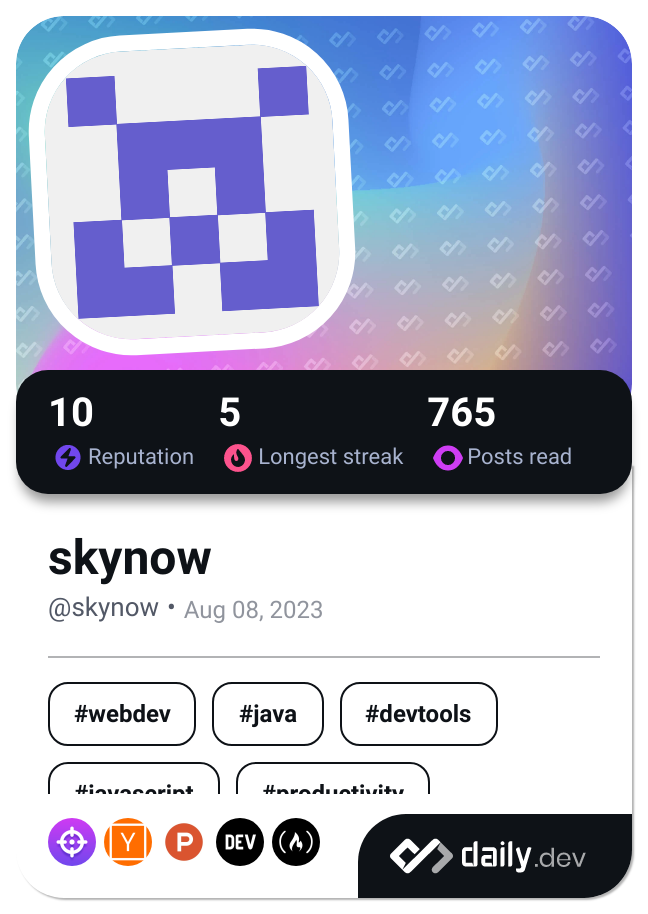 10 5 765
Reputation Longest streak Posts read
skynow
@skynow • Aug 08, 2023
#webdev #java #devtools
#javascript #productivity
Y P DEV
daily.dev